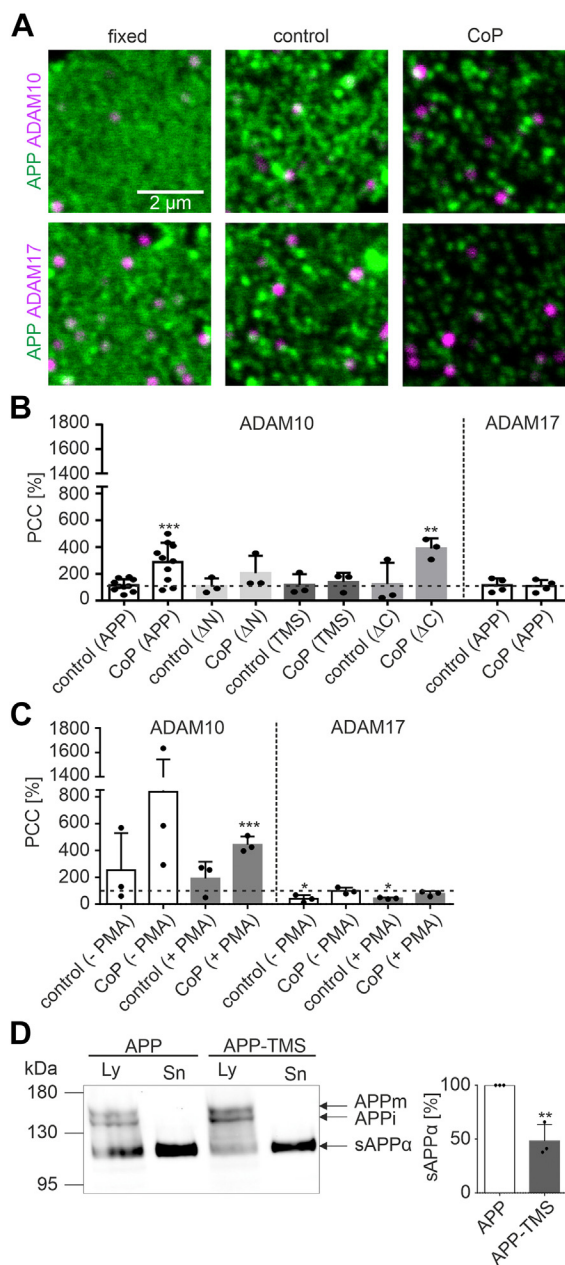 A
fixed
control
CoP
APP ADAM10
2 µm
APP ADAM17
B
ADAM10
ADAM17
PCC [%]
1800
1600
1400
800
600
400
200
100
0
***
**
control (APP)
CoP (APP)
control (ΔN)
CoP (ΔN)
control (TMS)
CoP (TMS)
control (ΔC)
CoP (ΔC)
control (APP)
CoP (APP)
C
ADAM10
ADAM17
PCC [%]
1800
1600
1400
800
600
400
200
100
0
***
*
*
control (- PMA)
CoP (- PMA)
control (+ PMA)
CoP (+ PMA)
control (- PMA)
CoP (- PMA)
control (+ PMA)
CoP (+ PMA)
D
kDa
APP
APP-TMS
Ly
Sn
Ly
Sn
180
130
95
APPm
APPi
sAPPα
sAPPα [%]
100
50
0
**
APP
APP-TMS